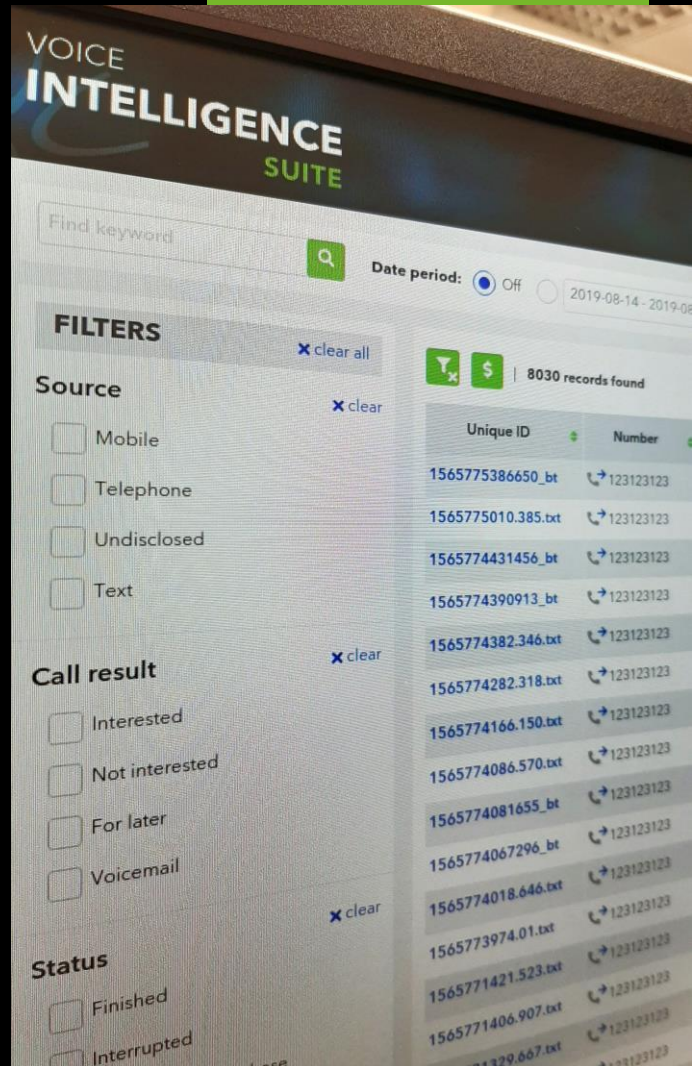 VOICE
INTELLIGENCE
SUITE
Find keyword
Date period: Off 2019-08-14 - 2019-08
FILTERS
clear all
8030 records found
Source
clear
Mobile
Telephone
Undisclosed
Text
Call result
clear
Interested
Not interested
For later
Voicemail
Status
clear
Finished
Interrupted
Unique ID Number
1565775386650_bt 123123123
1565775010.385.txt 123123123
1565774431456_bt 123123123
1565774390913_bt 123123123
1565774382.346.txt 123123123
1565774282.318.txt 123123123
1565774166.150.txt 123123123
1565774086.570.txt 123123123
1565774081655_bt 123123123
1565774067296_bt 123123123
1565774018.646.txt 123123123
1565773974.01.txt 123123123
1565771421.523.txt 123123123
1565771406.907.txt 123123123
1329.667.txt 123123123